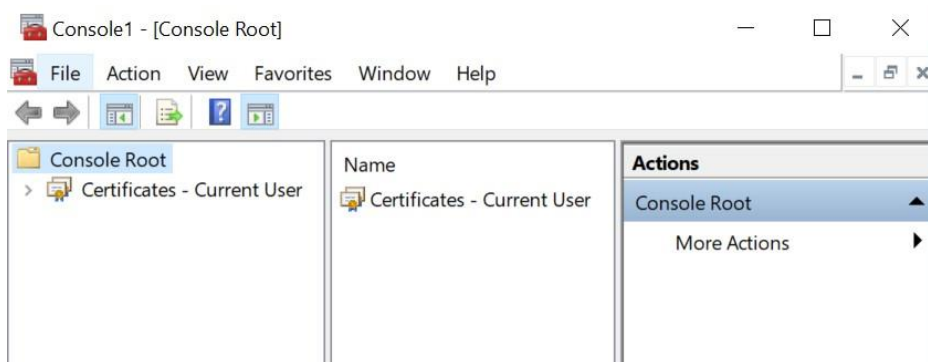 Console1 - [Console Root]
File Action View Favorites Window Help
Console Root
Certificates - Current User
Name
Certificates - Current User
Actions
Console Root
More Actions